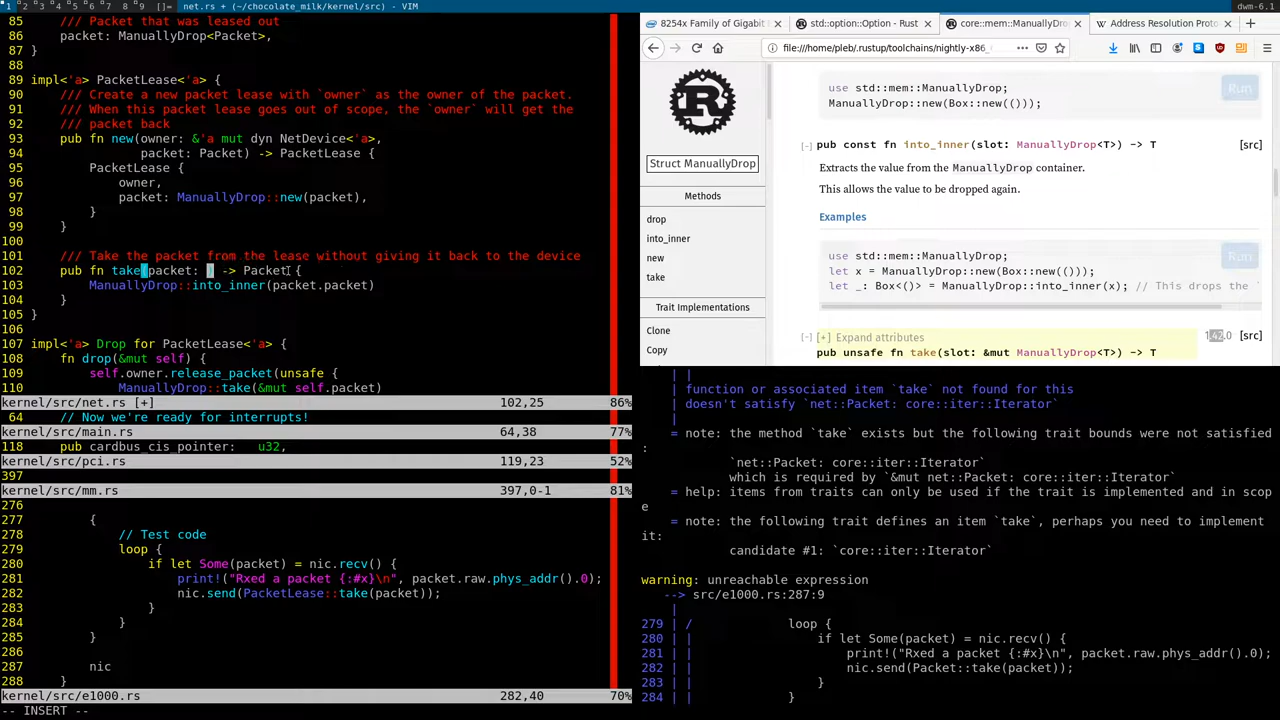 1 2 3 4 5 6 7 8 9 net.rs + (~/chocolate_milk/kernel/src) - VIM dwm-6.1
85 /// Packet that was leased out
86 packet: ManuallyDrop<Packet>,
87 }
88
89 impl<'a> PacketLease<'a> {
90 /// Create a new packet lease with `owner` as the owner of the packet.
91 /// When this packet lease goes out of scope, the `owner` will get the
92 /// packet back
93 pub fn new(owner: &'a mut dyn NetDevice<'a>,
94 packet: Packet) -> PacketLease {
95 PacketLease {
96 owner,
97 packet: ManuallyDrop::new(packet),
98 }
99 }
100
101 /// Take the packet from the lease without giving it back to the device
102 pub fn take(packet: ) -> Packet {
103 ManuallyDrop::into_inner(packet.packet)
104 }
105 }
106
107 impl<'a> Drop for PacketLease<'a> {
108 fn drop(&mut self) {
109 self.owner.release_packet(unsafe {
110 ManuallyDrop::take(&mut self.packet)
kernel/src/net.rs [+] 102,25 86%
64 // Now we're ready for interrupts!
kernel/src/main.rs 64,38 77%
118 pub cardbus_cis_pointer: u32,
kernel/src/pci.rs 119,23 52%
397
kernel/src/mm.rs 397,0-1 81%
276
277 {
278 // Test code
279 loop {
280 if let Some(packet) = nic.recv() {
281 print!("Rxed a packet {:#x}\n", packet.raw.phys_addr().0);
282 nic.send(PacketLease::take(packet));
283 }
284 }
285 }
286
287 nic
288 }
kernel/src/e1000.rs 282,40 70%
-- INSERT --
8254x Family of Gigabit
std::option::Option - Rust
core::mem::ManuallyDro
Address Resolution Proto
file:///home/pleb/.rustup/toolchains/nightly-x86_
Struct ManuallyDrop
Methods
drop
into_inner
new
take
Trait Implementations
Clone
Copy
use std::mem::ManuallyDrop;
ManuallyDrop::new(Box::new(()));
Run
[-] pub const fn into_inner(slot: ManuallyDrop<T>) -> T [src]
Extracts the value from the ManuallyDrop container.
This allows the value to be dropped again.
Examples
use std::mem::ManuallyDrop;
let x = ManuallyDrop::new(Box::new(()));
let _: Box<()> = ManuallyDrop::into_inner(x); // This drops the `
Run
[-] [+] Expand attributes 1.42.0 [src]
pub unsafe fn take(slot: &mut ManuallyDrop<T>) -> T
| |
| function or associated item `take` not found for this
| doesn't satisfy `net::Packet: core::iter::Iterator`
|
= note: the method `take` exists but the following trait bounds were not satisfied
:
`net::Packet: core::iter::Iterator`
which is required by `&mut net::Packet: core::iter::Iterator`
= help: items from traits can only be used if the trait is implemented and in scop
e
= note: the following trait defines an item `take`, perhaps you need to implement
it:
candidate #1: `core::iter::Iterator`
warning: unreachable expression
--> src/e1000.rs:287:9
|
279 | / loop {
280 | | if let Some(packet) = nic.recv() {
281 | | print!("Rxed a packet {:#x}\n", packet.raw.phys_addr().0);
282 | | nic.send(Packet::take(packet));
283 | | }
284 | | }